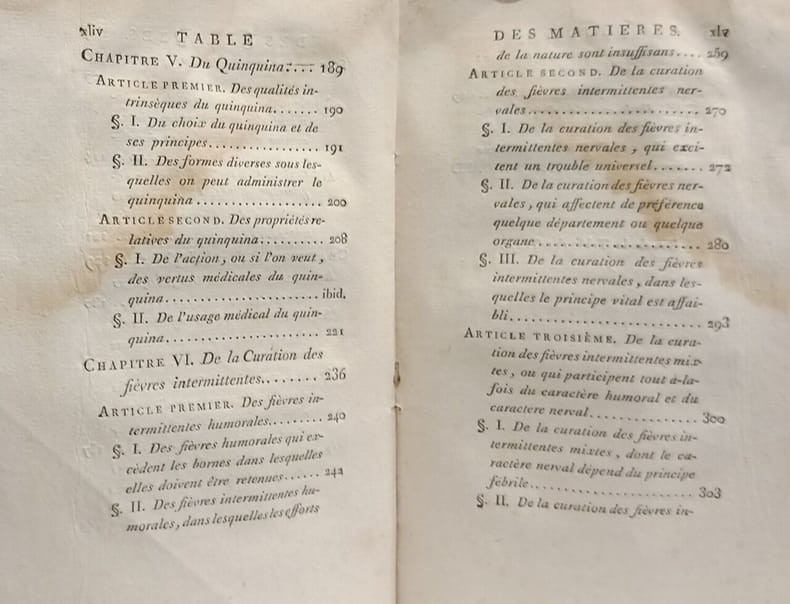 xliv TABLE
CHAPITRE V. Du Quinquina..... 189
ARTICLE PREMIER. Des qualités in-
trinsèques du quinquina....... 190
§. I. Du choix du quinquina et de
ses principes................. 191
§. II. Des formes diverses sous les-
quelles on peut administrer le
quinquina .................. 200
ARTICLE SECOND. Des propriétés re-
latives du quinquina.......... 208
§. I. De l'action, ou si l'on veut,
des vertus médicales du quin-
quina...................... ibid.
§. II. De l'usage médical du quin-
quina...................... 221
CHAPITRE VI. De la Curation des
fièvres intermittentes........ 236
ARTICLE PREMIER. Des fièvres in-
termittentes humorales........ 240
§. I. Des fièvres humorales qui ex-
cèdent les bornes dans lesquelles
elles doivent être retenues...... 242
§. II. Des fièvres intermittentes hu-
morales, dans lesquelles les efforts
DES MATIERES. xlv
de la nature sont insuffisans.... 259
ARTICLE SECOND. De la curation
des fièvres intermittentes ner-
vales........................ 270
§. I. De la curation des fièvres in-
termittentes nervales, qui exci-
tent un trouble universel....... 272
§. II. De la curation des fièvres ner-
vales, qui affectent de préférence
quelque département ou quelque
organe....................... 280
§. III. De la curation des fièvres
intermittentes nervales, dans les-
quelles le principe vital est affai-
bli.......................... 293
ARTICLE TROISIÈME. De la cura-
tion des fièvres intermittentes mix-
tes, ou qui participent tout à-la-
fois du caractère humoral et du
caractère nerval.............. 300
§. I. De la curation des fièvres in-
termittentes mixtes, dont le ca-
ractère nerval dépend du principe
fébrile...................... 303
§. II. De la curation des fièvres in-